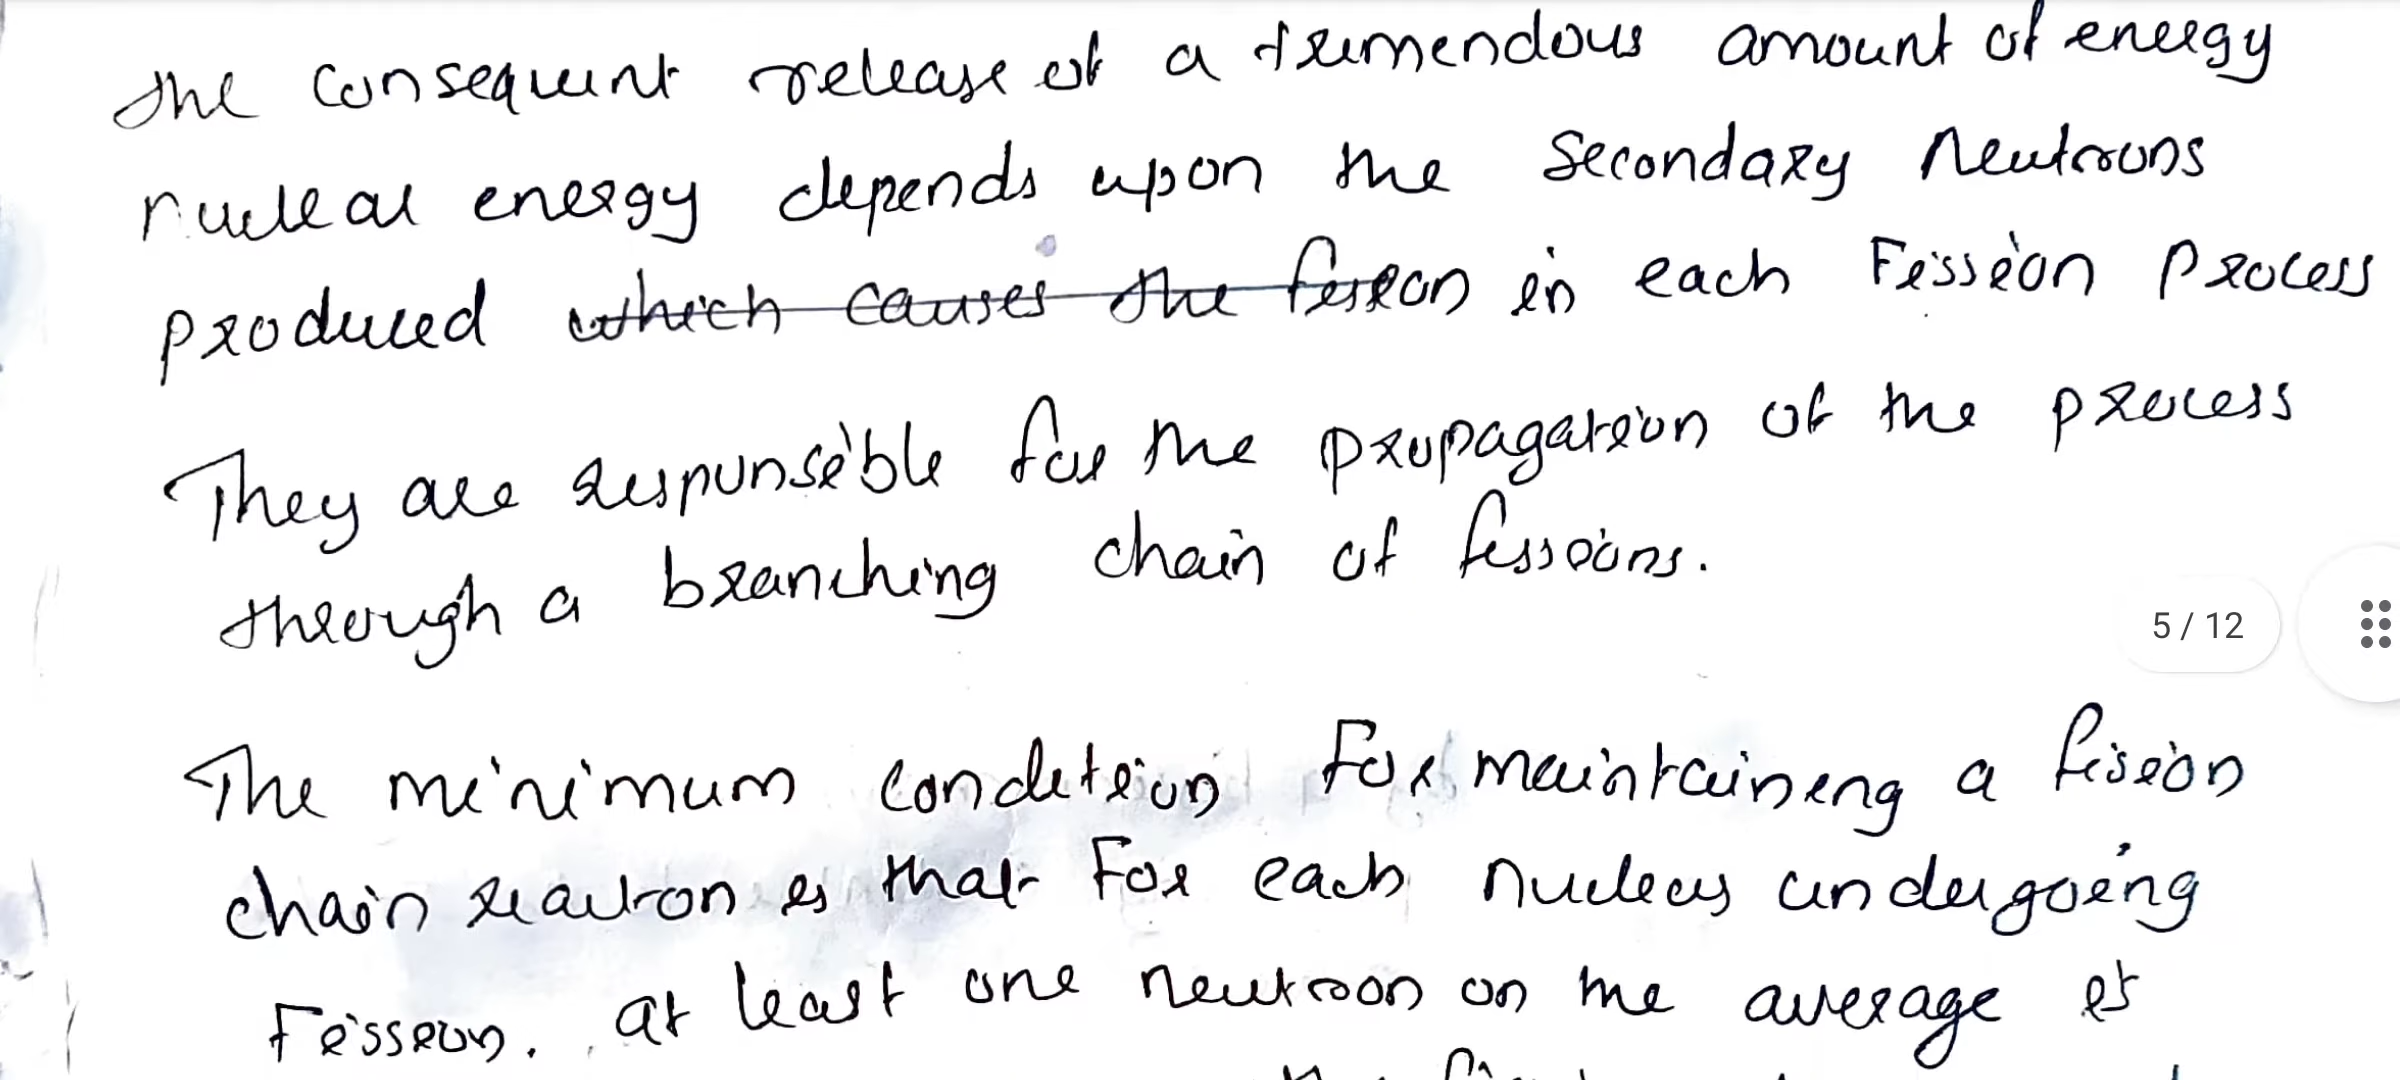 the consequent release of a tremendous amount of energy
nuclear energy depends upon the secondary Neutrons
produced which causes the fission in each Fission Process
They are responsible for the propagation of the process
through a branching chain of fissions.
5 / 12
The minimum condition For maintaining a fision
chain reaction is that For each nucleus undergoing
Fission. at least one neutron on the average is